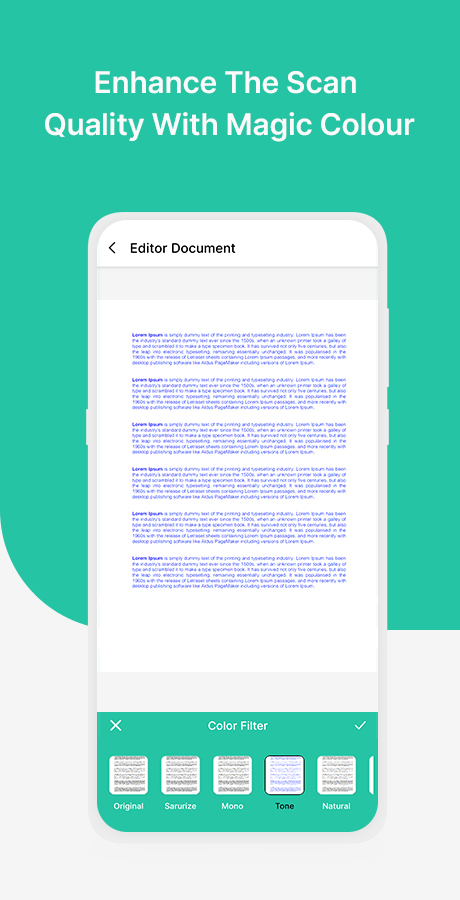 Enhance The Scan
Quality With Magic Colour
Editor Document
Lorem Ipsum is simply dummy text of the printing and typesetting industry. Lorem Ipsum has been
the industry's standard dummy text ever since the 1500s, when an unknown printer took a galley of
type and scrambled it to make a type specimen book. It has survived not only five centuries, but also
the leap into electronic typesetting, remaining essentially unchanged. It was popularised in the
1960s with the release of Letraset sheets containing Lorem Ipsum passages, and more recently with
desktop publishing software like Aldus PageMaker including versions of Lorem Ipsum.
Lorem Ipsum is simply dummy text of the printing and typesetting industry. Lorem Ipsum has been
the industry's standard dummy text ever since the 1500s, when an unknown printer took a galley of
type and scrambled it to make a type specimen book. It has survived not only five centuries, but also
the leap into electronic typesetting, remaining essentially unchanged. It was popularised in the
1960s with the release of Letraset sheets containing Lorem Ipsum passages, and more recently with
desktop publishing software like Aldus PageMaker including versions of Lorem Ipsum.
Lorem Ipsum is simply dummy text of the printing and typesetting industry. Lorem Ipsum has been
the industry's standard dummy text ever since the 1500s, when an unknown printer took a galley of
type and scrambled it to make a type specimen book. It has survived not only five centuries, but also
the leap into electronic typesetting, remaining essentially unchanged. It was popularised in the
1960s with the release of Letraset sheets containing Lorem Ipsum passages, and more recently with
desktop publishing software like Aldus PageMaker including versions of Lorem Ipsum.
Lorem Ipsum is simply dummy text of the printing and typesetting industry. Lorem Ipsum has been
the industry's standard dummy text ever since the 1500s, when an unknown printer took a galley of
type and scrambled it to make a type specimen book. It has survived not only five centuries, but also
the leap into electronic typesetting, remaining essentially unchanged. It was popularised in the
1960s with the release of Letraset sheets containing Lorem Ipsum passages, and more recently with
desktop publishing software like Aldus PageMaker including versions of Lorem Ipsum.
Lorem Ipsum is simply dummy text of the printing and typesetting industry. Lorem Ipsum has been
the industry's standard dummy text ever since the 1500s, when an unknown printer took a galley of
type and scrambled it to make a type specimen book. It has survived not only five centuries, but also
the leap into electronic typesetting, remaining essentially unchanged. It was popularised in the
1960s with the release of Letraset sheets containing Lorem Ipsum passages, and more recently with
desktop publishing software like Aldus PageMaker including versions of Lorem Ipsum.
Lorem Ipsum is simply dummy text of the printing and typesetting industry. Lorem Ipsum has been
the industry's standard dummy text ever since the 1500s, when an unknown printer took a galley of
type and scrambled it to make a type specimen book. It has survived not only five centuries, but also
the leap into electronic typesetting, remaining essentially unchanged. It was popularised in the
1960s with the release of Letraset sheets containing Lorem Ipsum passages, and more recently with
desktop publishing software like Aldus PageMaker including versions of Lorem Ipsum.
Color Filter
Original Sarurize Mono Tone Natural